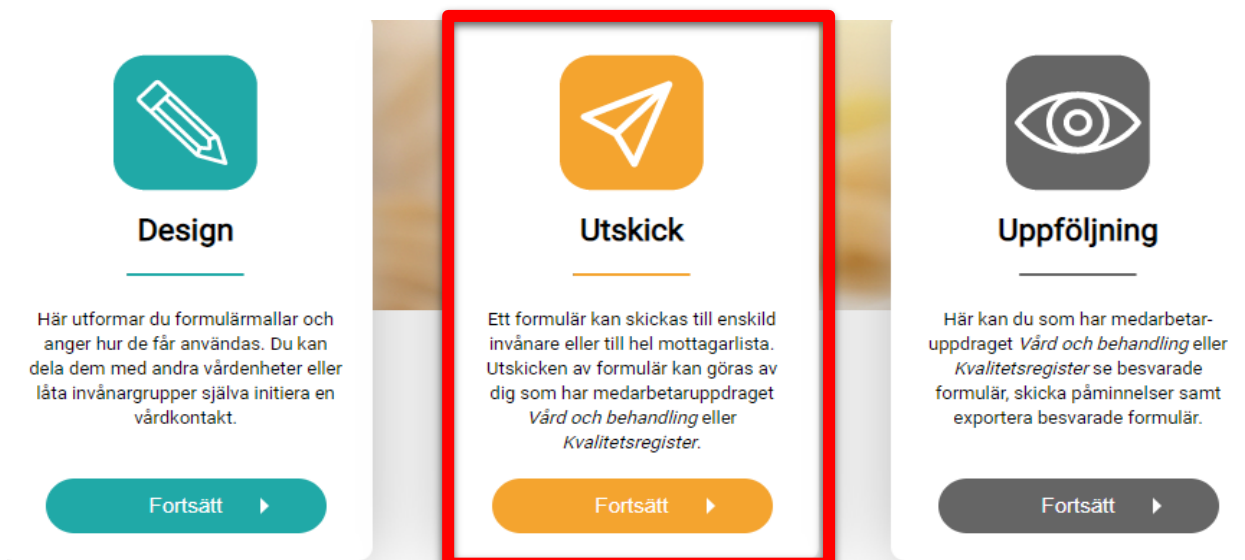 Design
Här utformar du formulärmallar och
anger hur de får användas. Du kan
dela dem med andra vårdenheter eller
låta invånargrupper själva initiera en
vårdkontakt.
Fortsätt
Utskick
Ett formulär kan skickas till enskild
invånare eller till hel mottagarlista.
Utskicken av formulär kan göras av
dig som har medarbetaruppdraget
Vård och behandling eller
Kvalitetsregister.
Fortsätt
Uppföljning
Här kan du som har medarbetar-
uppdraget Vård och behandling eller
Kvalitetsregister se besvarade
formulär, skicka påminnelser samt
exportera besvarade formulär.
Fortsätt